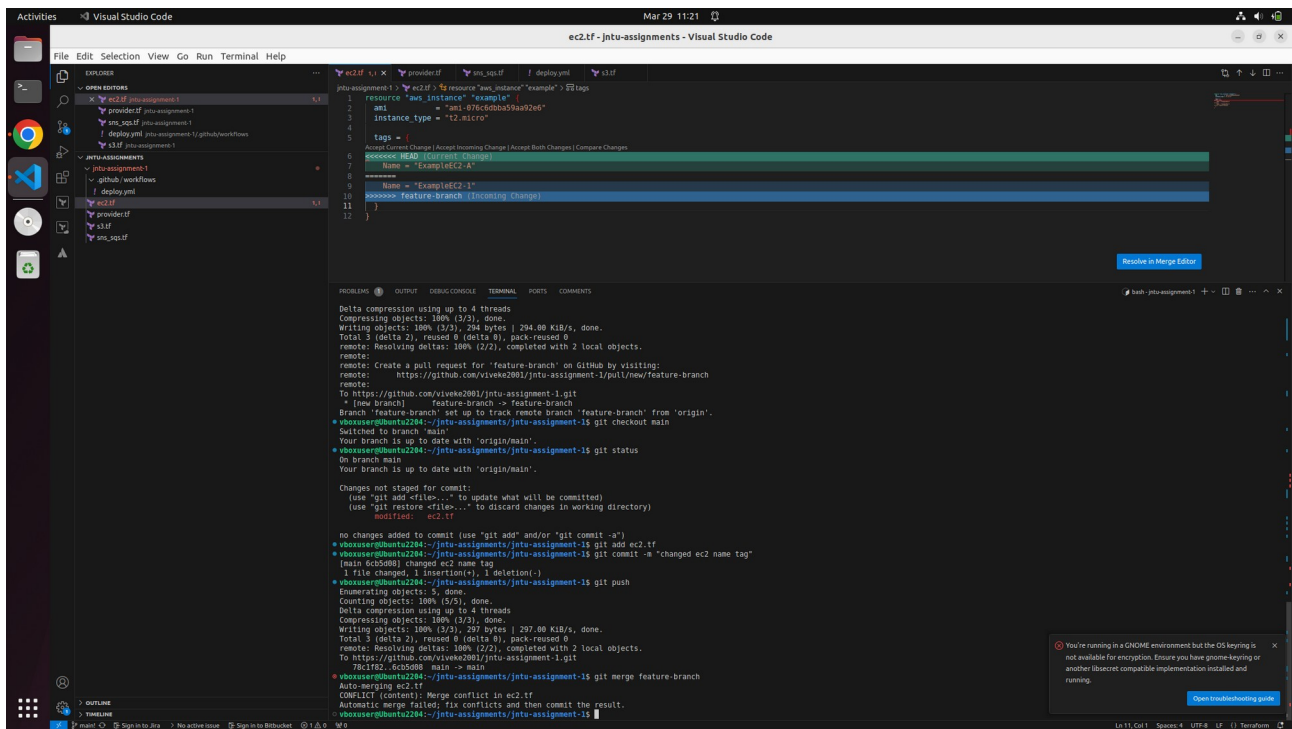 Activities
Visual Studio Code
Mar 29 11:21
ec2.tf - jntu-assignments - Visual Studio Code
File Edit Selection View Go Run Terminal Help
EXPLORER
OPEN EDITORS
ec2.tf jntu-assignment-1 1, 1
provider.tf jntu-assignment-1
sns_sqs.tf jntu-assignment-1
deploy.yml jntu-assignment-1/.github/workflows
s3.tf jntu-assignment-1
JNTU-ASSIGNMENTS
jntu-assignment-1
.github/workflows
deploy.yml
ec2.tf 1, 1
provider.tf
s3.tf
sns_sqs.tf
OUTLINE
TIMELINE
ec2.tf 1, 1 provider.tf sns_sqs.tf deploy.yml s3.tf
jntu-assignment-1 > ec2.tf > resource "aws_instance" "example" > tags
1 resource "aws_instance" "example" {
2 ami = "ami-076c6dbba59aa92e6"
3 instance_type = "t2.micro"
4
5 tags = {
Accept Current Change | Accept Incoming Change | Accept Both Changes | Compare Changes
6 <<<<<<< HEAD (Current Change)
7 Name = "ExampleEC2-A"
8 =======
9 Name = "ExampleEC2-1"
10 >>>>>>> feature-branch (Incoming Change)
11 }
12 }
Resolve in Merge Editor
PROBLEMS 1 OUTPUT DEBUG CONSOLE TERMINAL PORTS COMMENTS
bash - jntu-assignment-1
Delta compression using up to 4 threads
Compressing objects: 100% (3/3), done.
Writing objects: 100% (3/3), 294 bytes | 294.00 KiB/s, done.
Total 3 (delta 2), reused 0 (delta 0), pack-reused 0
remote: Resolving deltas: 100% (2/2), completed with 2 local objects.
remote:
remote: Create a pull request for 'feature-branch' on GitHub by visiting:
remote: https://github.com/viveke2001/jntu-assignment-1/pull/new/feature-branch
remote:
To https://github.com/viveke2001/jntu-assignment-1.git
* [new branch] feature-branch -> feature-branch
Branch 'feature-branch' set up to track remote branch 'feature-branch' from 'origin'.
vboxuser@Ubuntu2204:~/jntu-assignments/jntu-assignment-1$ git checkout main
Switched to branch 'main'
Your branch is up to date with 'origin/main'.
vboxuser@Ubuntu2204:~/jntu-assignments/jntu-assignment-1$ git status
On branch main
Your branch is up to date with 'origin/main'.
Changes not staged for commit:
(use "git add <file>..." to update what will be committed)
(use "git restore <file>..." to discard changes in working directory)
modified: ec2.tf
no changes added to commit (use "git add" and/or "git commit -a")
vboxuser@Ubuntu2204:~/jntu-assignments/jntu-assignment-1$ git add ec2.tf
vboxuser@Ubuntu2204:~/jntu-assignments/jntu-assignment-1$ git commit -m "changed ec2 name tag"
[main 6cb5d08] changed ec2 name tag
1 file changed, 1 insertion(+), 1 deletion(-)
vboxuser@Ubuntu2204:~/jntu-assignments/jntu-assignment-1$ git push
Enumerating objects: 5, done.
Counting objects: 100% (5/5), done.
Delta compression using up to 4 threads
Compressing objects: 100% (3/3), done.
Writing objects: 100% (3/3), 297 bytes | 297.00 KiB/s, done.
Total 3 (delta 2), reused 0 (delta 0), pack-reused 0
remote: Resolving deltas: 100% (2/2), completed with 2 local objects.
To https://github.com/viveke2001/jntu-assignment-1.git
78c1f82..6cb5d08 main -> main
vboxuser@Ubuntu2204:~/jntu-assignments/jntu-assignment-1$ git merge feature-branch
Auto-merging ec2.tf
CONFLICT (content): Merge conflict in ec2.tf
Automatic merge failed; fix conflicts and then commit the result.
vboxuser@Ubuntu2204:~/jntu-assignments/jntu-assignment-1$
You're running in a GNOME environment but the OS keyring is
not available for encryption. Ensure you have gnome-keyring or
another libsecret compatible implementation installed and
running.
Open troubleshooting guide
main! Sign in to Jira No active issue Sign in to Bitbucket 1 0 0
Ln 11, Col 1 Spaces: 4 UTF-8 LF {} Terraform